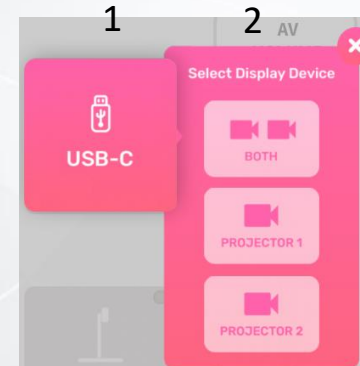 1
2
AV
Select Display Device
USB-C
BOTH
PROJECTOR 1
PROJECTOR 2